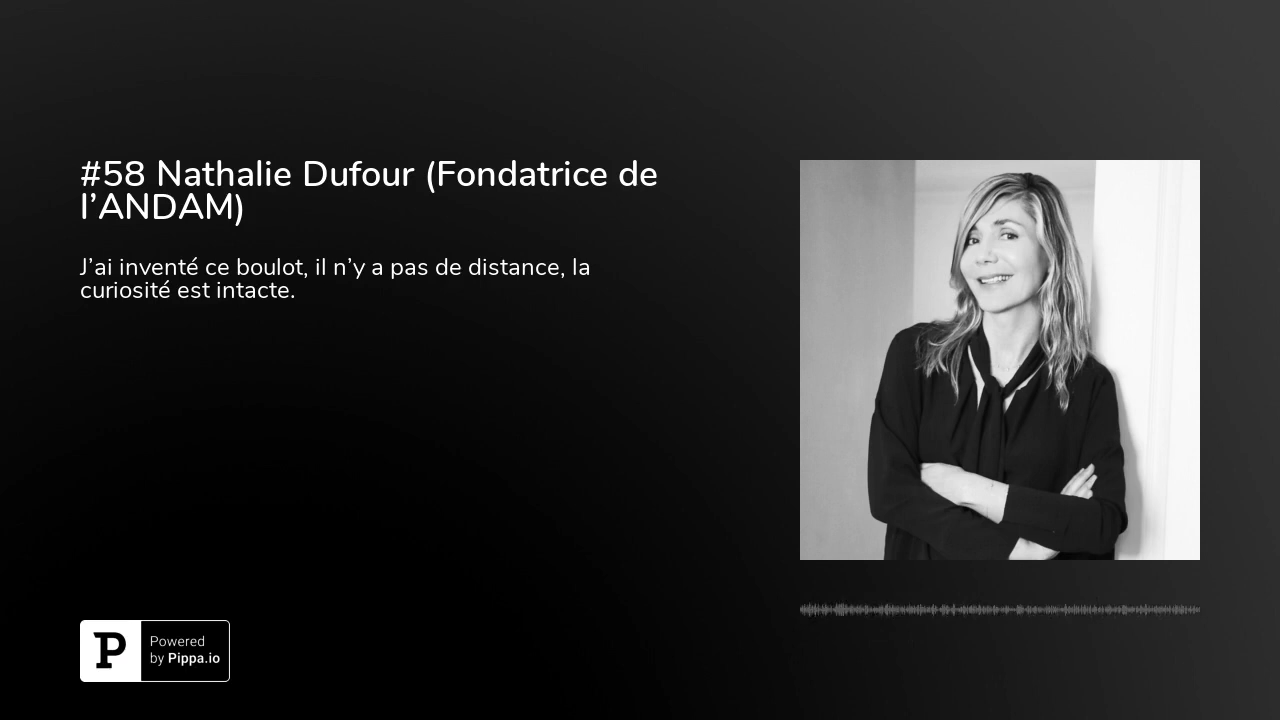 #58 Nathalie Dufour (Fondatrice de
l’ANDAM)
J’ai inventé ce boulot, il n’y a pas de distance, la
curiosité est intacte.
P
Powered
by Pippa.io